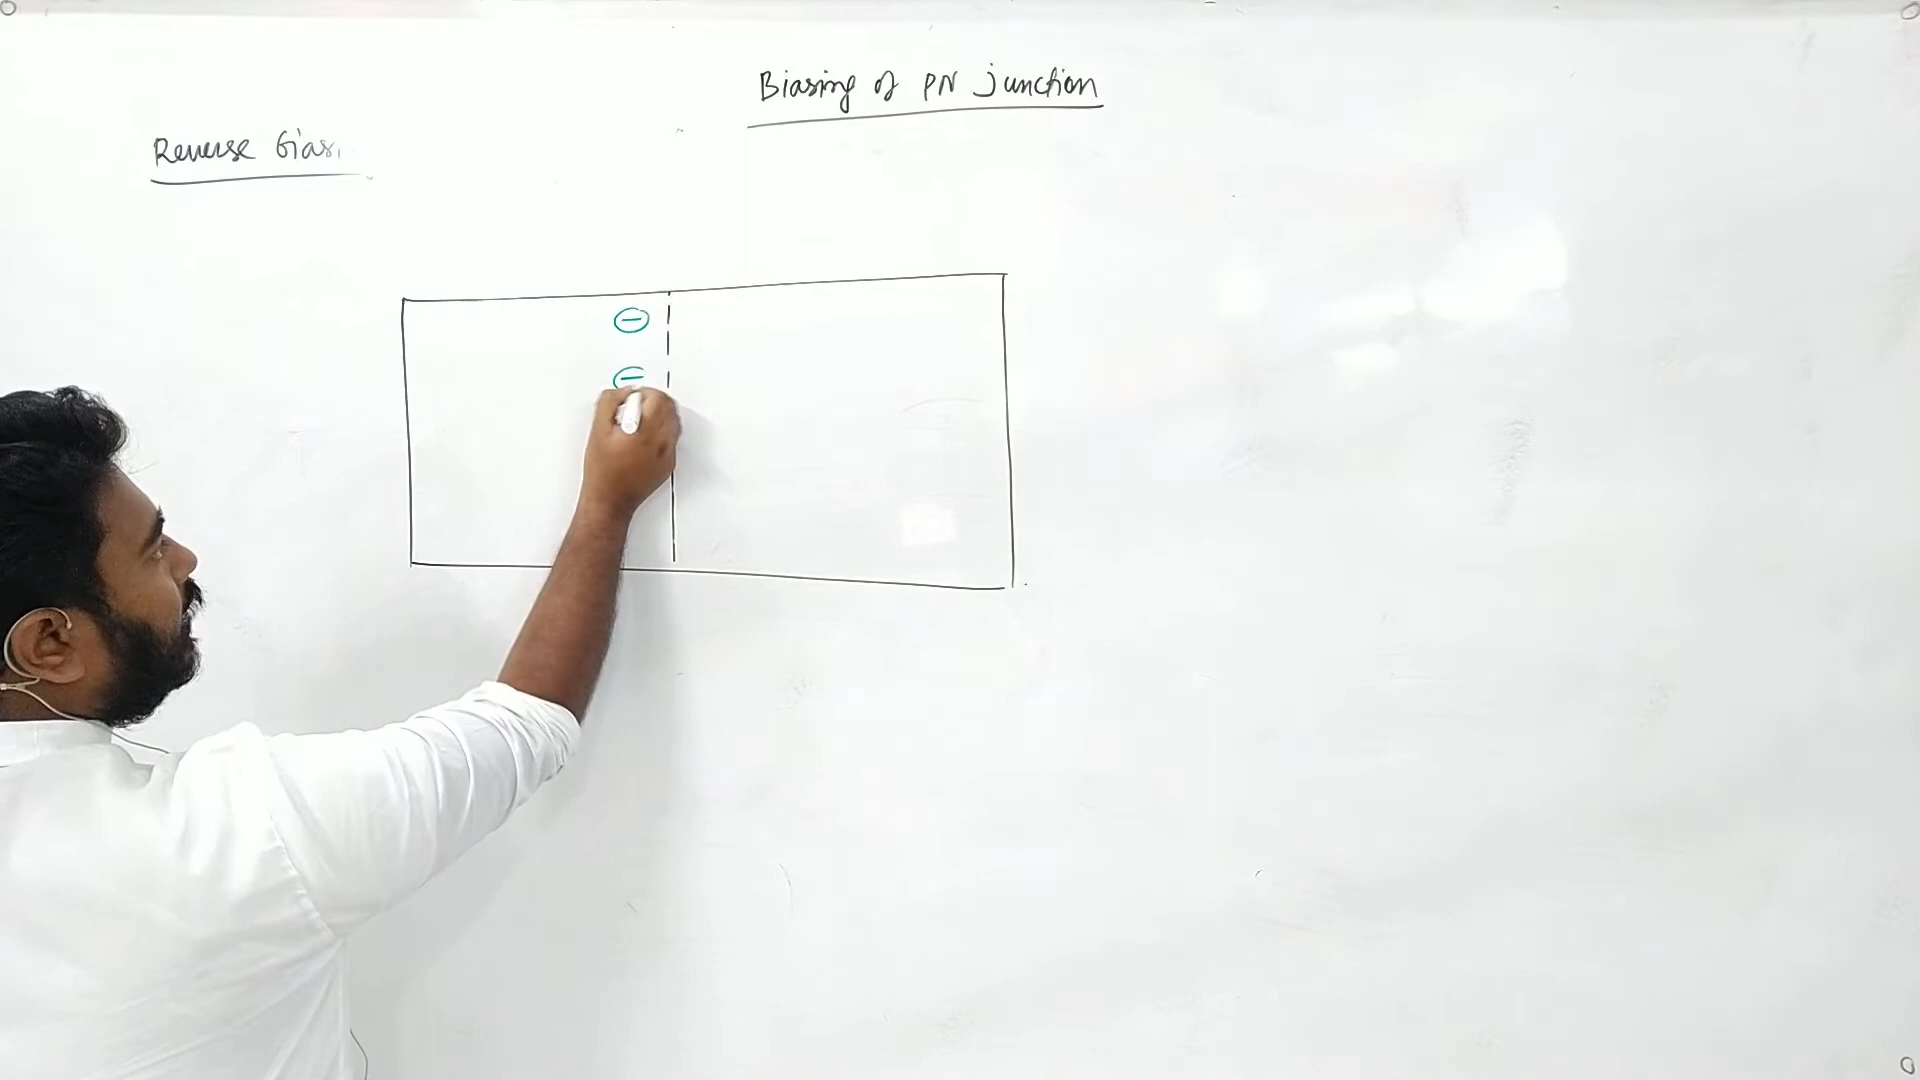 Biasing of PN junction
Reverse bias.
⊖
⊖